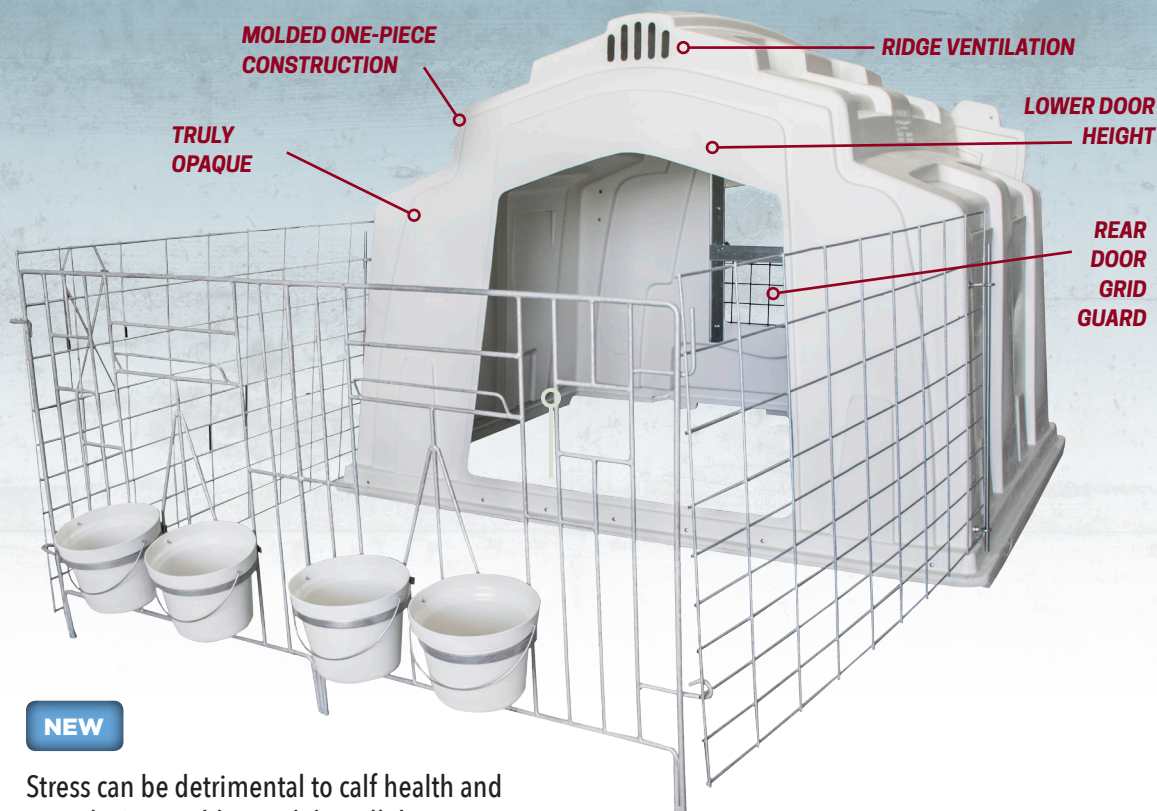 MOLDED ONE-PIECE
CONSTRUCTION
RIDGE VENTILATION
LOWER DOOR
HEIGHT
TRULY
OPAQUE
REAR
DOOR
GRID
GUARD
NEW
Stress can be detrimental to calf health and